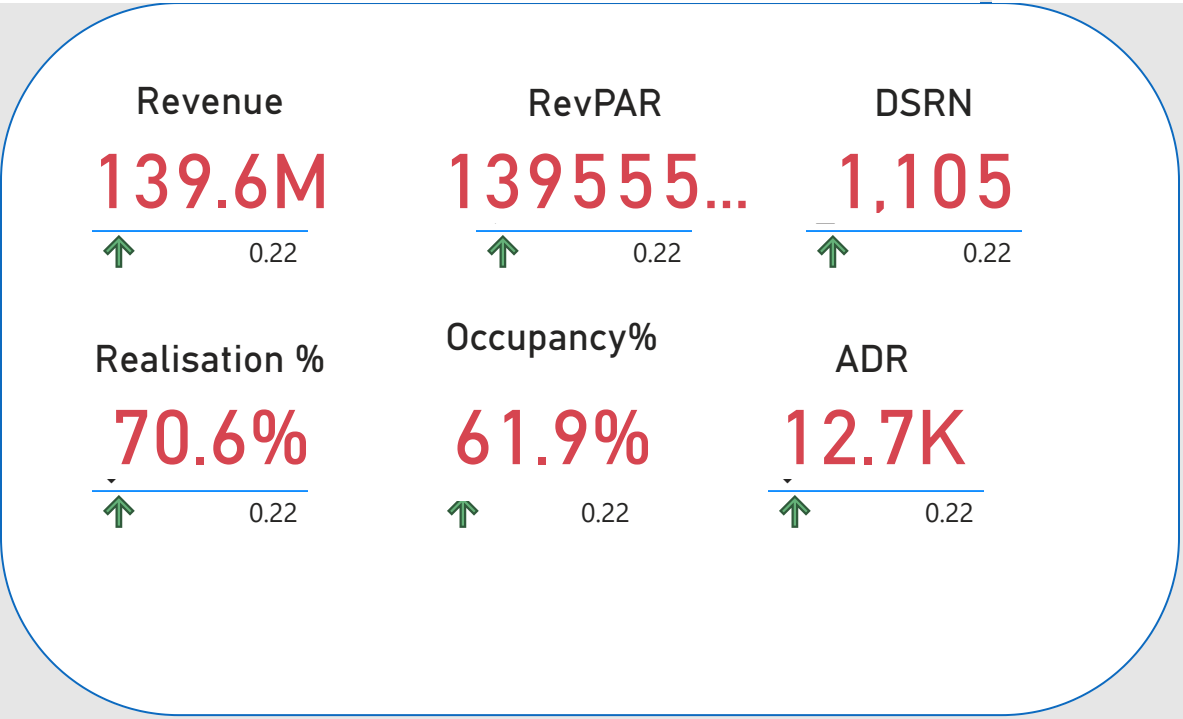 Revenue RevPAR DSRN
139.6M 139555... 1,105
0.22 0.22 0.22
Realisation % Occupancy% ADR
70.6% 61.9% 12.7K
0.22 0.22 0.22